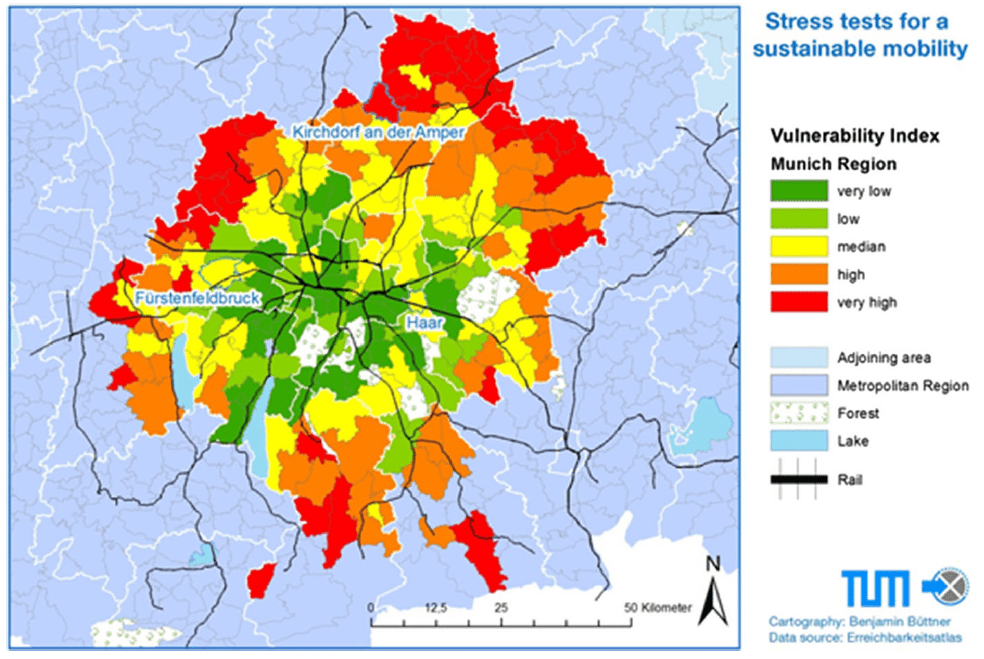 Stress tests for a
sustainable mobility
Kirchdorf an der Amper
Fürstenfeldbruck
Haar
Vulnerability Index
Munich Region
very low
low
median
high
very high
Adjoining area
Metropolitan Region
Forest
Lake
Rail
N
0 12,5 25 50 Kilometer
TUM
Cartography: Benjamin Büttner
Data source: Erreichbarkeitsatlas